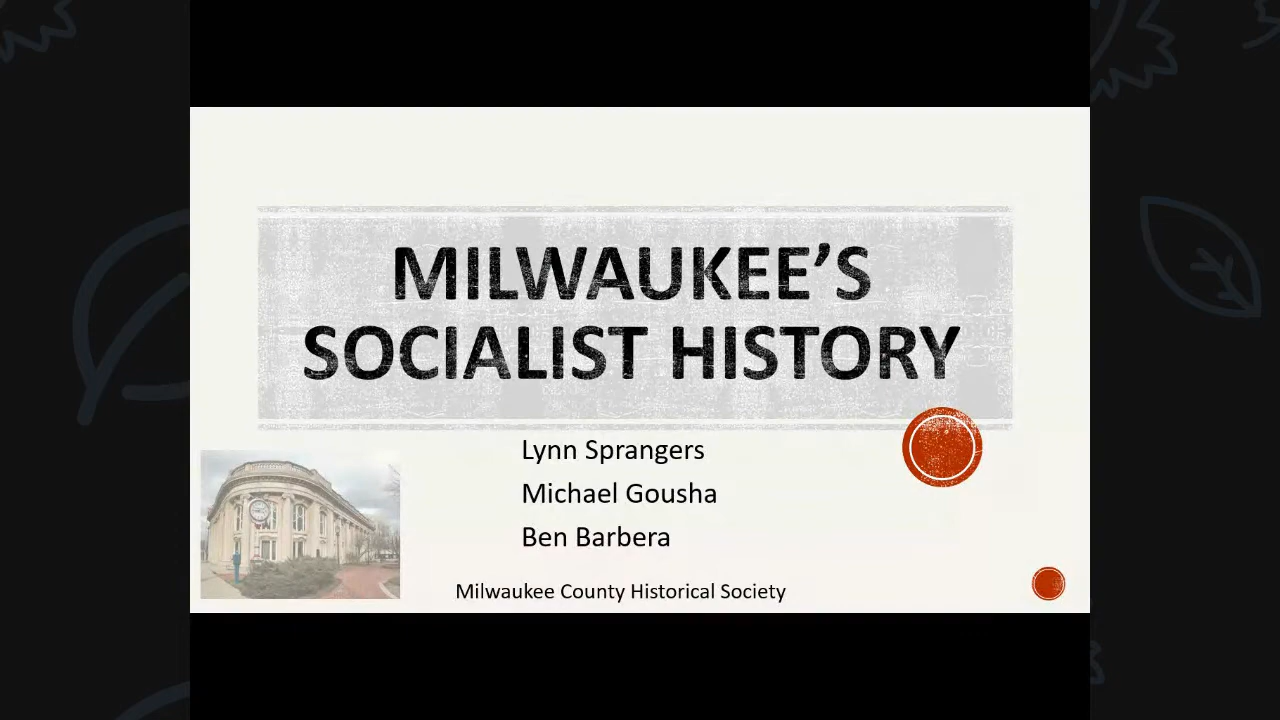 MILWAUKEE’S
SOCIALIST HISTORY
Lynn Sprangers
Michael Gousha
Ben Barbera
Milwaukee County Historical Society